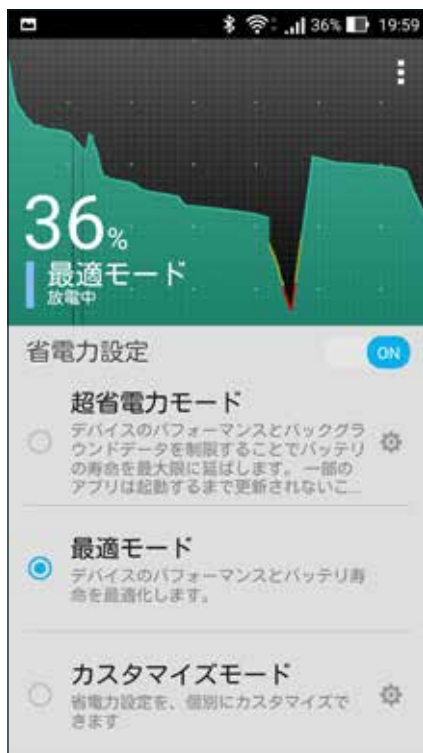 36% 19:59
36%
最適モード
放電中
省電力設定 ON
超省電力モード
デバイスのパフォーマンスとバックグラ
ウンドデータを制限することでバッテリ
の寿命を最大限に延ばします。 一部の
アプリは起動するまで更新されないこ...
最適モード
デバイスのパフォーマンスとバッテリ寿
命を最適化します。
カスタマイズモード
省電力設定を、個別にカスタマイズで
きます